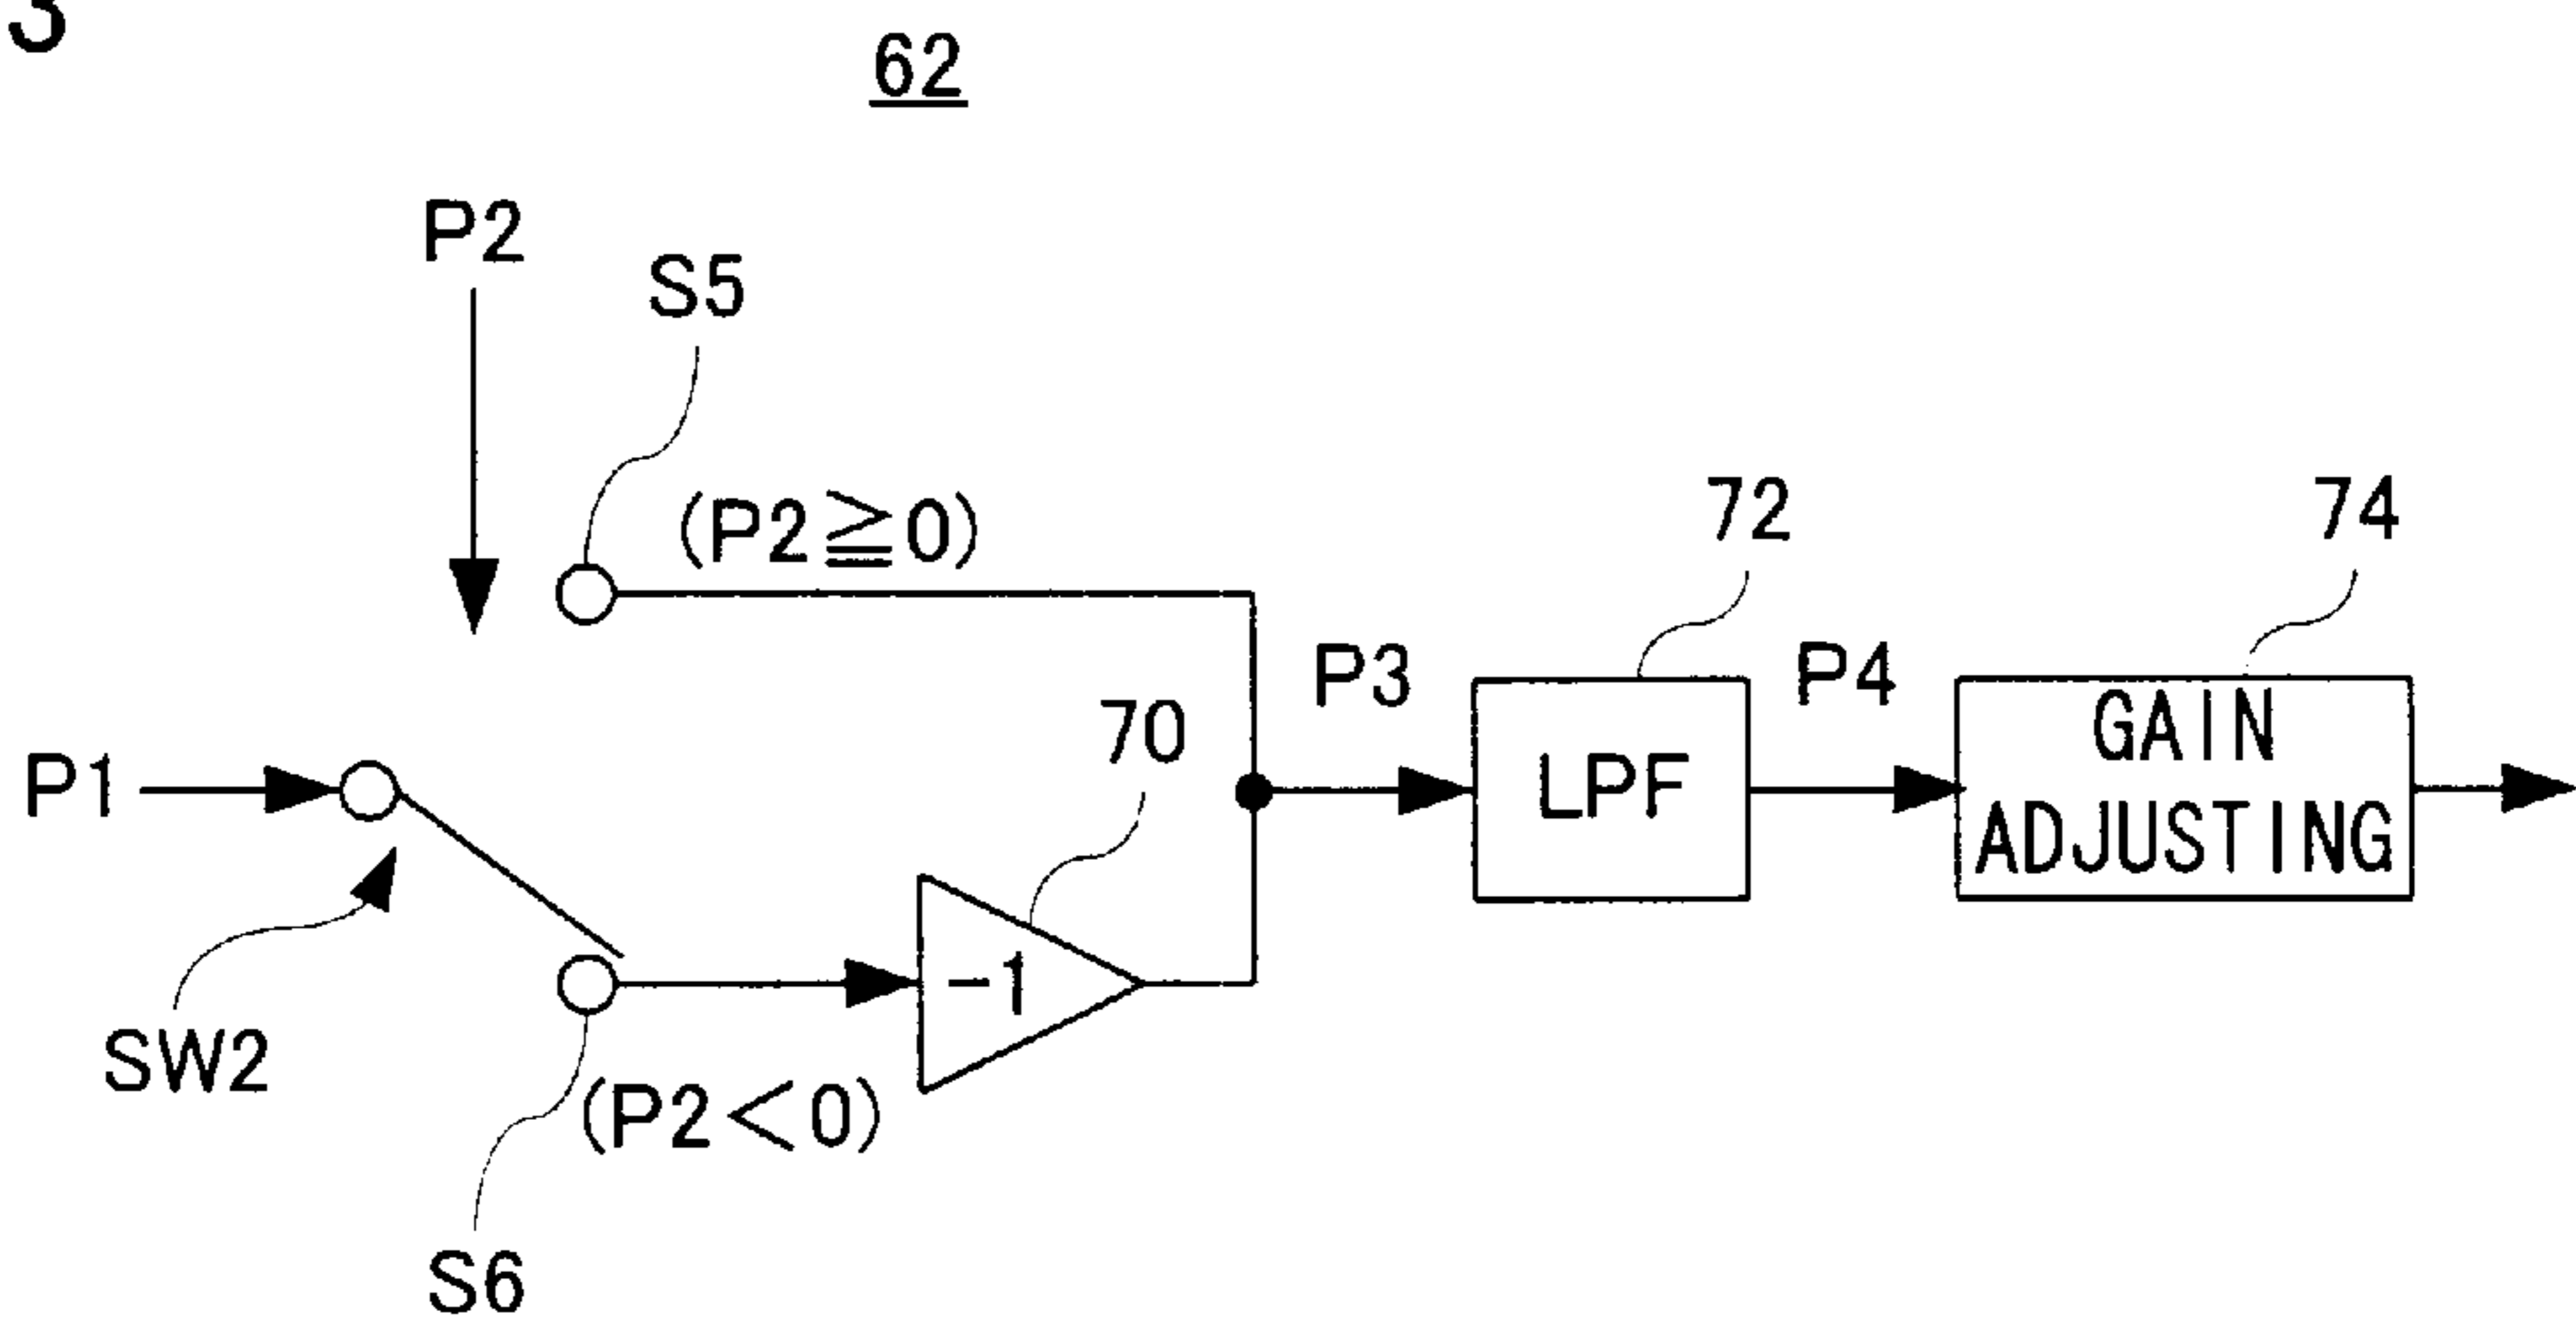 3
62
P2
S5
(P2≧0)
72
74
P3
P4
70
GAIN
ADJUSTING
P1
LPF
-1
SW2
(P2<0)
S6